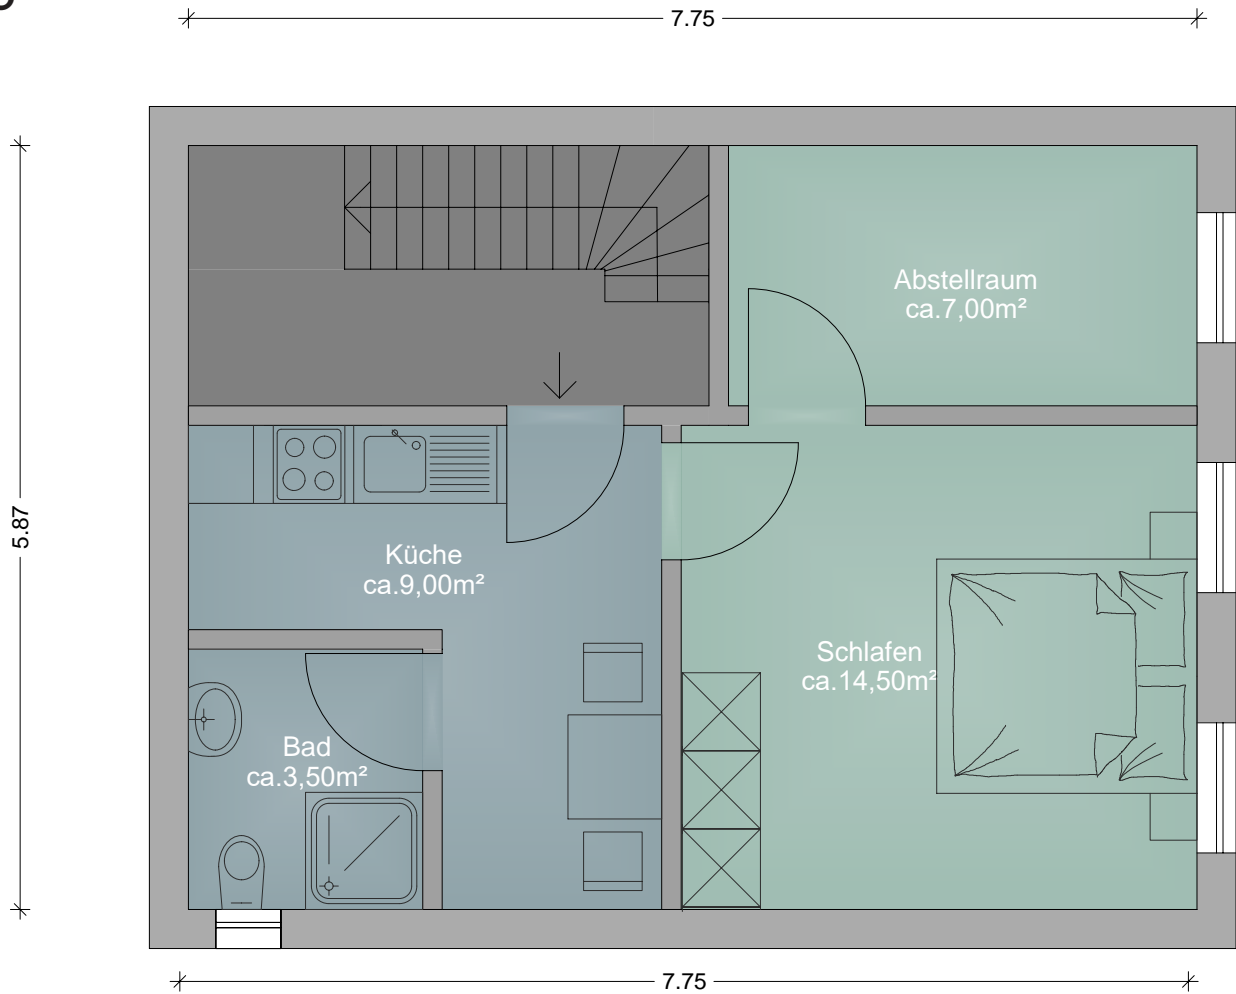 7.75
Abstellraum
ca.7,00m²
5.87
Küche
ca.9,00m²
Schlafen
ca.14,50m²
Bad
ca.3,50m²
7.75